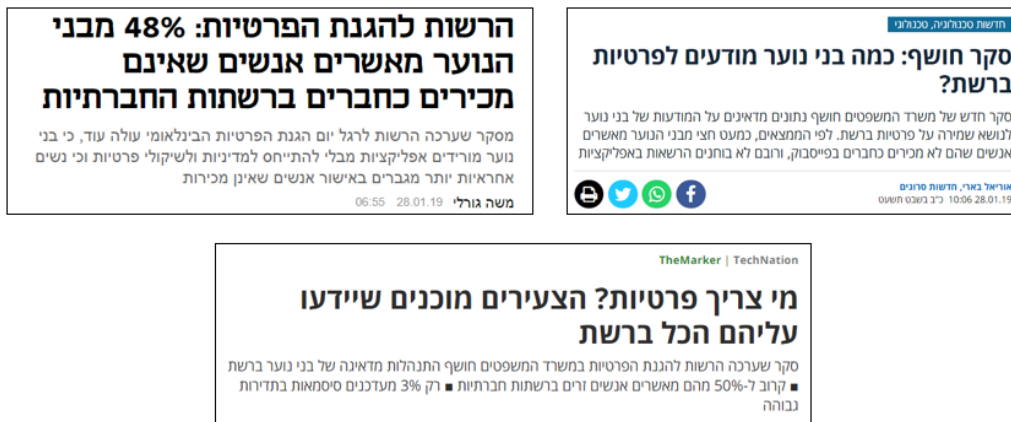 חדשות טכנולוגיה, טכנולוגי
סקר חושף: כמה בני נוער מודעים לפרטיות
ברשת?
סקר חדש של משרד המשפטים חושף נתונים מדאיגים על המודעות של בני נוער
לנושא שמירה על פרטיות ברשת. לפי הממצאים, כמעט חצי מבני הנוער מאשרים
אנשים שהם לא מכירים כחברים בפייסבוק, ורובם לא בוחנים הרשאות באפליקציות
אוריאל בארי, חדשות סרוגים
28.01.19 10:06 כ"ב בשבט תשעט
הרשות להגנת הפרטיות: 48% מבני
הנוער מאשרים אנשים שאינם
מכירים כחברים ברשתות החברתיות
מסקר שערכה הרשות לרגל יום הגנת הפרטיות הבינלאומי עולה עוד, כי בני
נוער מורידים אפליקציות מבלי להתייחס למדיניות ולשיקולי פרטיות וכי נשים
אחראיות יותר מגברים באישור אנשים שאינן מכירות
משה גורלי 28.01.19 06:55
TheMarker | TechNation
מי צריך פרטיות? הצעירים מוכנים שיידעו
עליהם הכל ברשת
סקר שערכה הרשות להגנת הפרטיות במשרד המשפטים חושף התנהלות מדאיגה של בני נוער ברשת
■ קרוב ל-50% מהם מאשרים אנשים זרים ברשתות חברתיות ■ רק 3% מעדכנים סיסמאות בתדירות
גבוהה